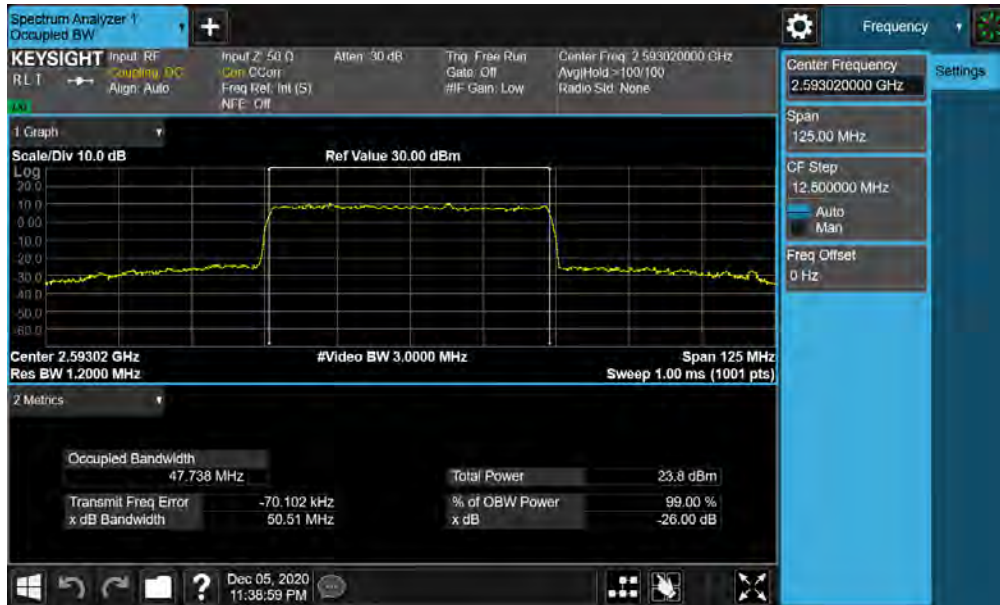 Spectrum Analyzer 1
Occupied BW
Frequency
KEYSIGHT
RLT
Input: RF
Coupling: DC
Align: Auto
Input Z: 50 Ω
Corr CCorr
Freq Ref: Int (S)
NFE: Off
Atten: 30 dB
Trig: Free Run
Gate: Off
#IF Gain: Low
Center Freq: 2.593020000 GHz
Avg|Hold:>100/100
Radio Std: None
1 Graph
Scale/Div 10.0 dB
Ref Value 30.00 dBm
Log
20.0
10.0
0.00
-10.0
-20.0
-30.0
-40.0
-50.0
-60.0
Center 2.59302 GHz
#Video BW 3.0000 MHz
Span 125 MHz
Res BW 1.2000 MHz
Sweep 1.00 ms (1001 pts)
2 Metrics
Occupied Bandwidth
47.738 MHz
Total Power
23.8 dBm
Transmit Freq Error
-70.102 kHz
% of OBW Power
99.00 %
x dB Bandwidth
50.51 MHz
x dB
-26.00 dB
Dec 05, 2020
11:38:59 PM
Center Frequency
2.593020000 GHz
Settings
Span
125.00 MHz
CF Step
12.500000 MHz
Auto
Man
Freq Offset
0 Hz